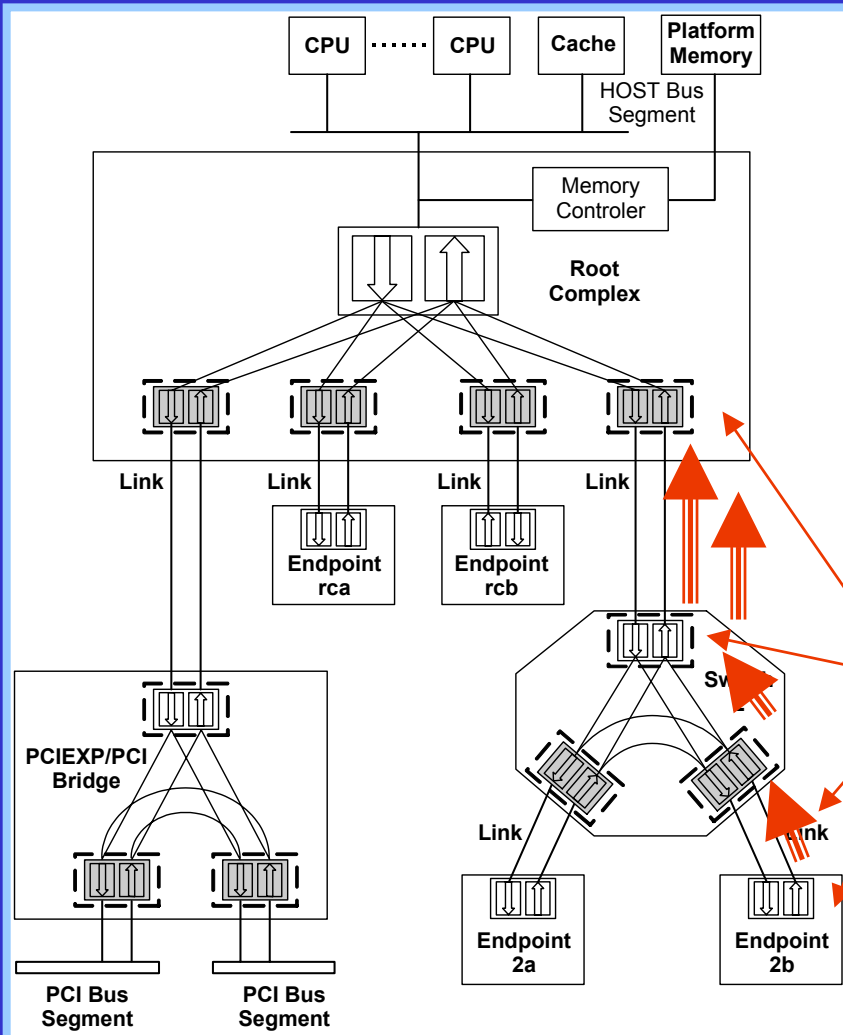 CPU
CPU
Cache
Platform
Memory
HOST Bus
Segment
Memory
Controler
Root
Complex
Link
Link
Link
Link
Endpoint
rca
Endpoint
rcb
PCIEXP/PCI
Bridge
Link
Endpoint
2a
Endpoint
2b
PCI Bus
Segment
PCI Bus
Segment